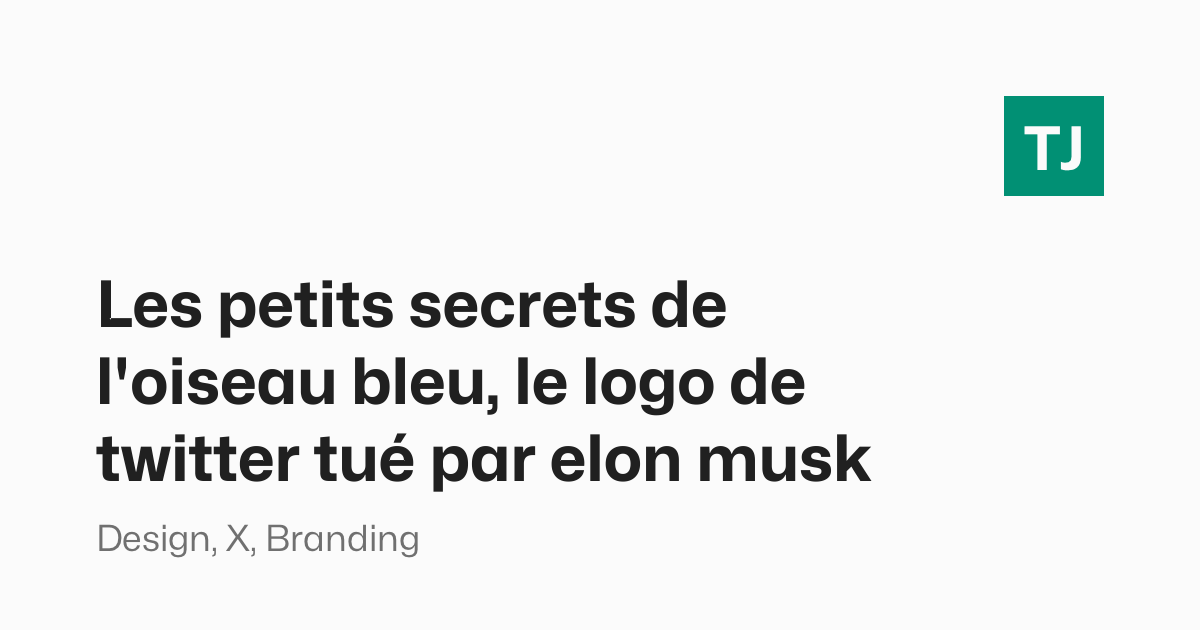 TJ
Les petits secrets de
l'oiseau bleu, le logo de
twitter tué par elon musk
Design, X, Branding